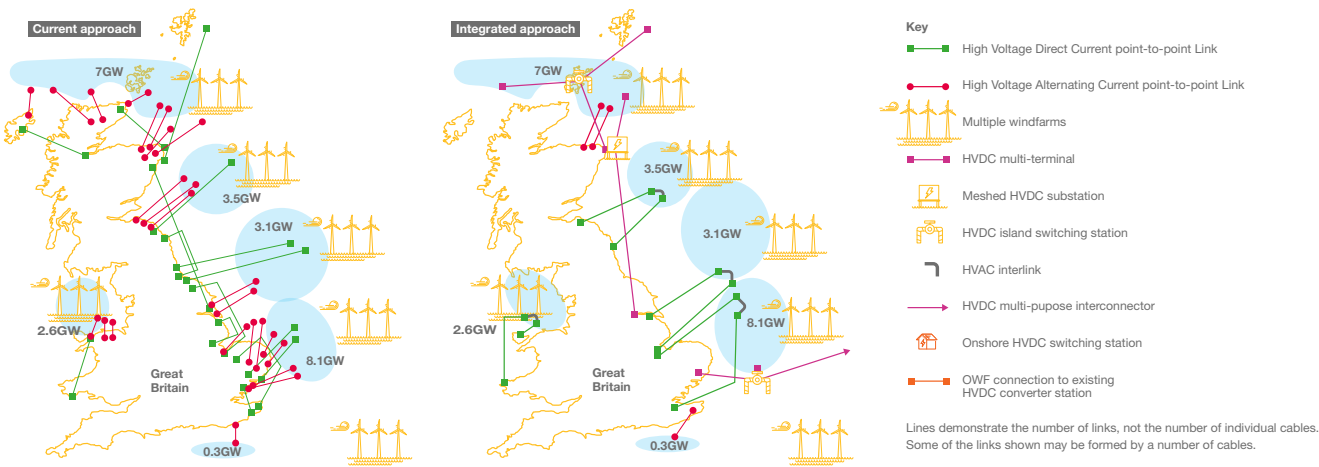 Current approach
7GW
3.5GW
3.1GW
2.6GW
8.1GW
Great
Britain
0.3GW
Integrated approach
7GW
3.5GW
3.1GW
2.6GW
8.1GW
Great
Britain
0.3GW
Key
High Voltage Direct Current point-to-point Link
High Voltage Alternating Current point-to-point Link
Multiple windfarms
HVDC multi-terminal
Meshed HVDC substation
HVDC island switching station
HVAC interlink
HVDC multi-pupose interconnector
Onshore HVDC switching station
OWF connection to existing
HVDC converter station
Lines demonstrate the number of links, not the number of individual cables.
Some of the links shown may be formed by a number of cables.